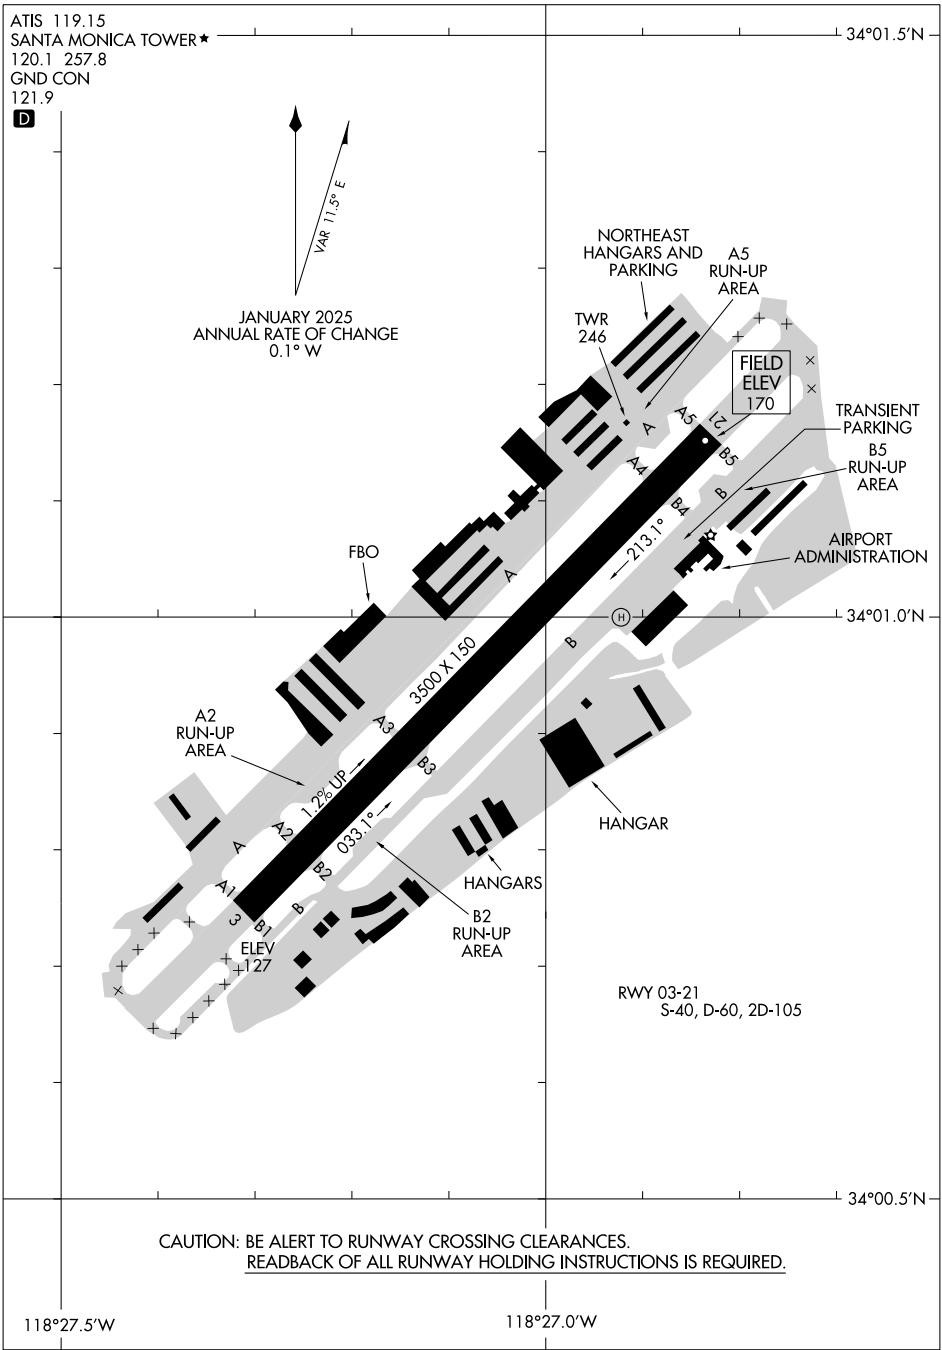 ATIS 119.15
SANTA MONICA TOWER★
120.1 257.8
GND CON
121.9
D
34°01.5'N
VAR 11.5° E
JANUARY 2025
ANNUAL RATE OF CHANGE
0.1° W
NORTHEAST
HANGARS AND
PARKING
A5
RUN-UP
AREA
TWR
246
FIELD
ELEV
170
TRANSIENT
PARKING
B5
RUN-UP
AREA
AIRPORT
ADMINISTRATION
A
A5
21
B5
A4
B4
B
213.1°
FBO
A
34°01.0'N
H
B
3500 X 150
A2
RUN-UP
AREA
A3
B3
1.2% UP
033.1°
HANGAR
A
A2
B2
HANGARS
A1
B
3
B1
B2
RUN-UP
AREA
ELEV
127
RWY 03-21
S-40, D-60, 2D-105
34°00.5'N
CAUTION: BE ALERT TO RUNWAY CROSSING CLEARANCES.
READBACK OF ALL RUNWAY HOLDING INSTRUCTIONS IS REQUIRED.
118°27.5'W
118°27.0'W